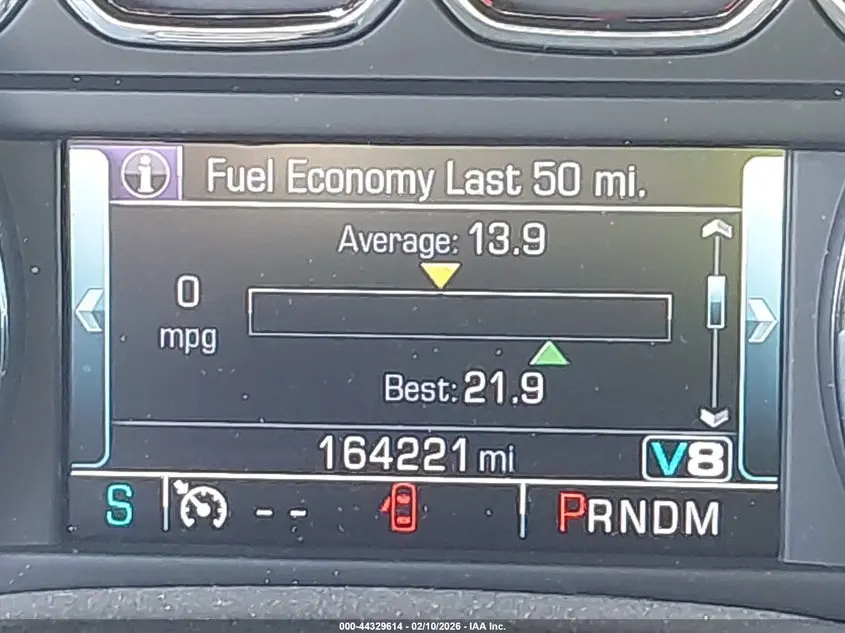 i Fuel Economy Last 50 mi.
Average: 13.9
0
mpg
Best: 21.9
164221 mi
V8
S -- PRNDM
000-44329614 - 02/10/2026 - IAA Inc.